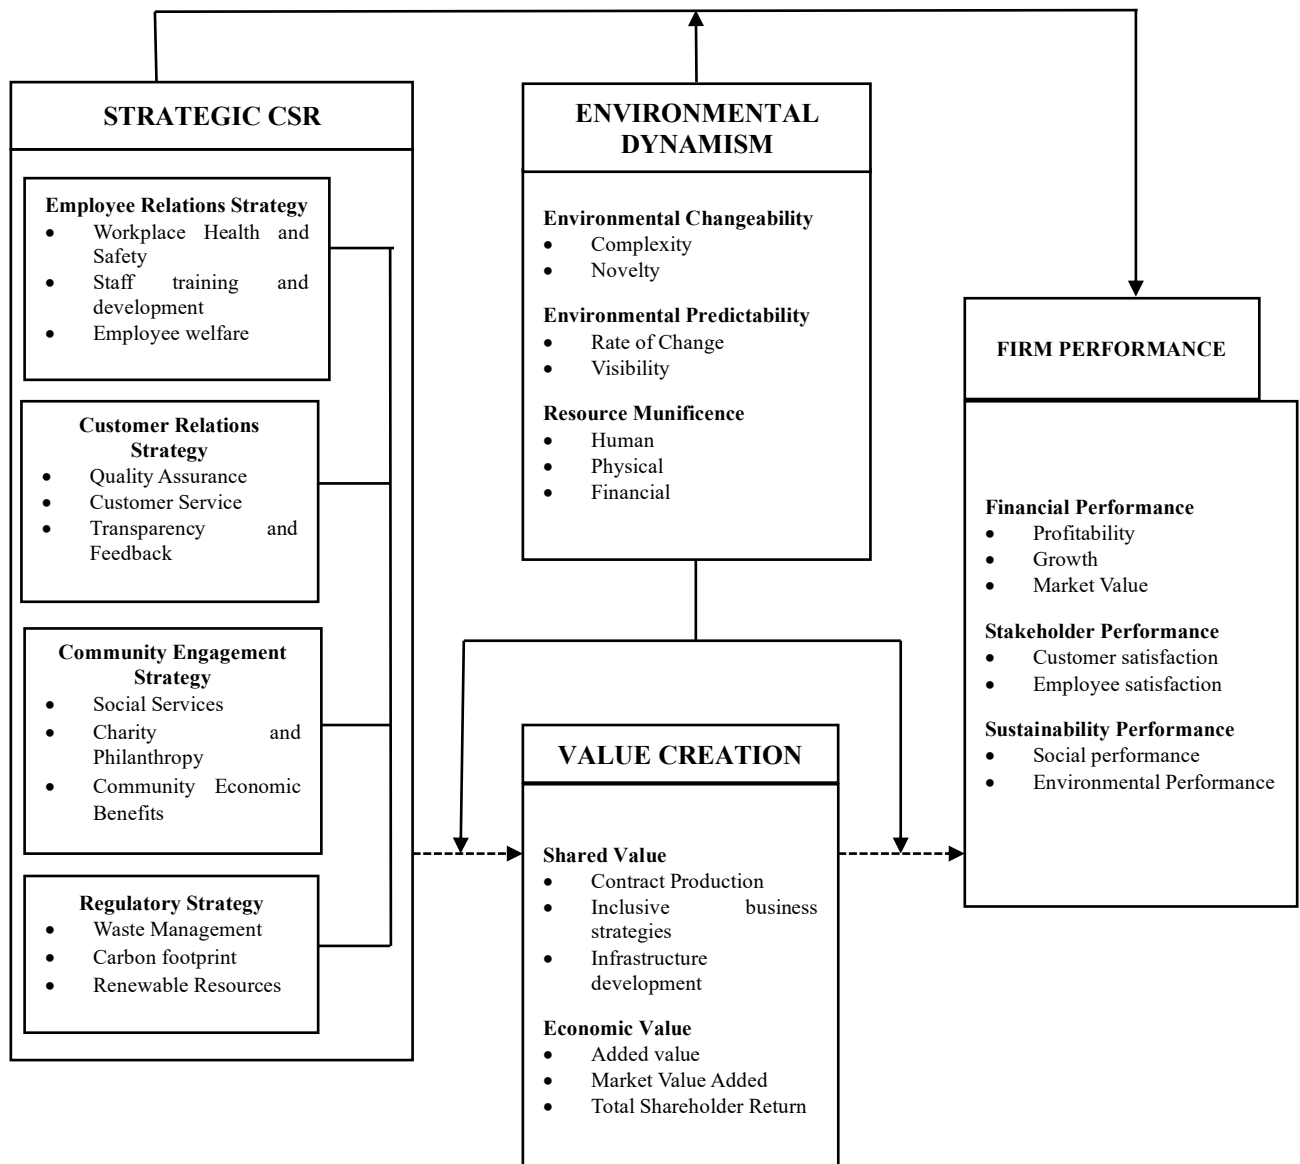 STRATEGIC CSR
Employee Relations Strategy
• Workplace Health and
Safety
• Staff training and
development
• Employee welfare
Customer Relations
Strategy
• Quality Assurance
• Customer Service
• Transparency and
Feedback
Community Engagement
Strategy
• Social Services
• Charity and
Philanthropy
• Community Economic
Benefits
Regulatory Strategy
• Waste Management
• Carbon footprint
• Renewable Resources
ENVIRONMENTAL
DYNAMISM
Environmental Changeability
• Complexity
• Novelty
Environmental Predictability
• Rate of Change
• Visibility
Resource Munificence
• Human
• Physical
• Financial
VALUE CREATION
Shared Value
• Contract Production
• Inclusive business
strategies
• Infrastructure
development
Economic Value
• Added value
• Market Value Added
• Total Shareholder Return
FIRM PERFORMANCE
Financial Performance
• Profitability
• Growth
• Market Value
Stakeholder Performance
• Customer satisfaction
• Employee satisfaction
Sustainability Performance
• Social performance
• Environmental Performance